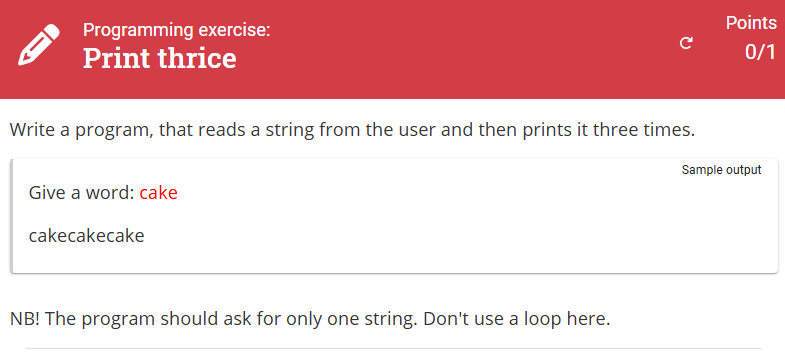 Programming exercise:
Print thrice
Points
0/1
Write a program, that reads a string from the user and then prints it three times.
Sample output
Give a word: cake
cakecakecake
NB! The program should ask for only one string. Don't use a loop here.